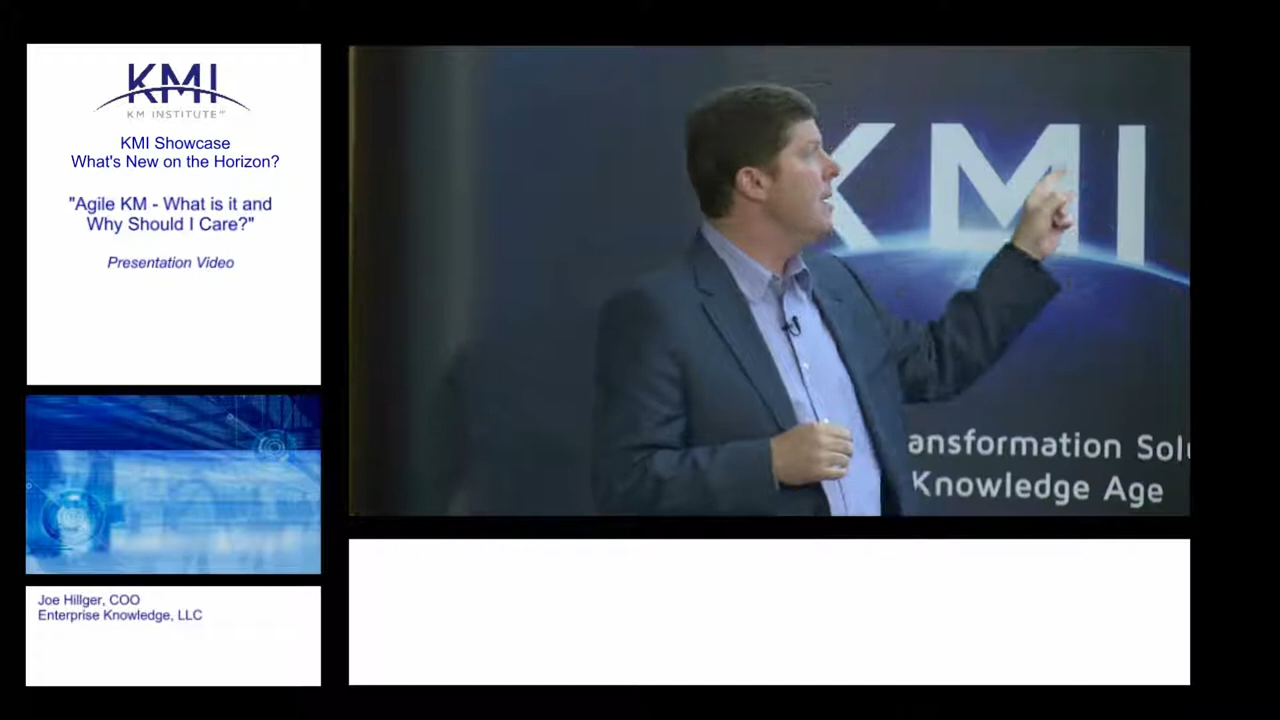 KMI
KM INSTITUTE
KMI Showcase
What's New on the Horizon?
"Agile KM - What is it and
Why Should I Care?"
Presentation Video
Joe Hillger, COO
Enterprise Knowledge, LLC
KMI
ansformation Solu
Knowledge Age